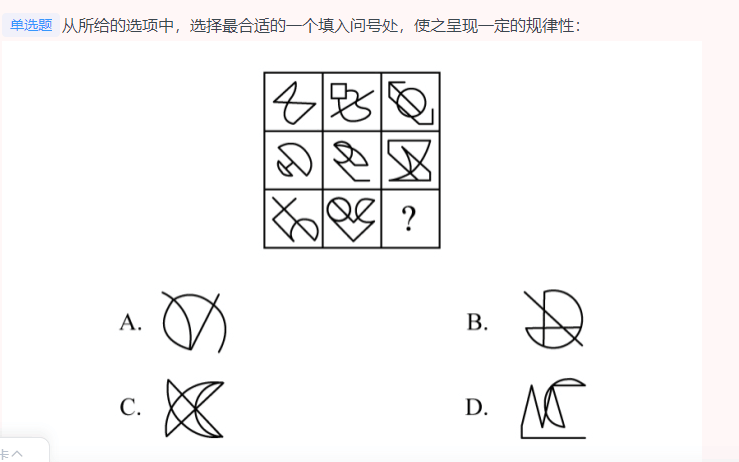 单选题 从所给的选项中，选择最合适的一个填入问号处，使之呈现一定的规律性：
?
A.
B.
C.
D.
卡